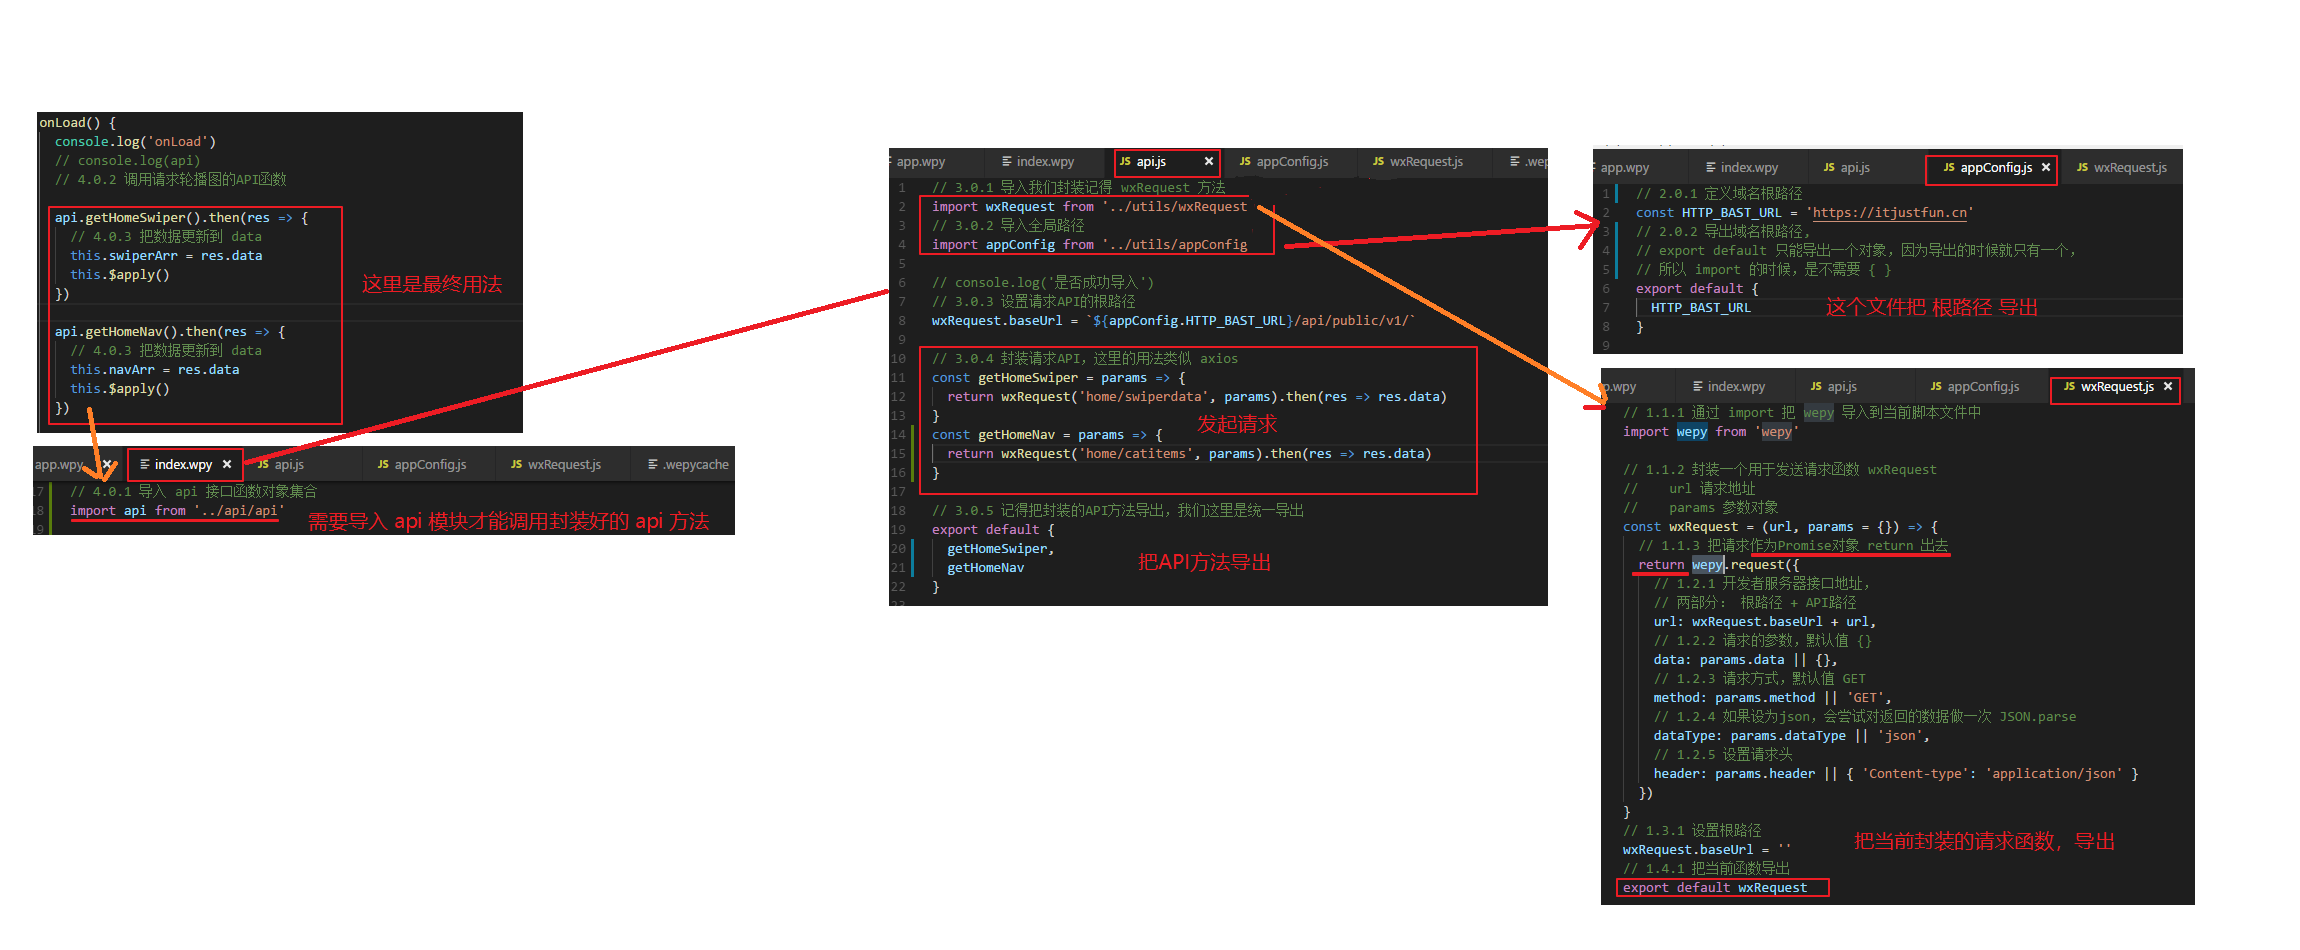 onLoad() {
console.log('onLoad')
// console.log(api)
// 4.0.2 调用请求轮播图的API函数
api.getHomeSwiper().then(res => {
// 4.0.3 把数据更新到 data
this.swiperArr = res.data
this.$apply()
})
api.getHomeNav().then(res => {
// 4.0.3 把数据更新到 data
this.navArr = res.data
this.$apply()
})
这里是最终用法
app.wpy × index.wpy × JS api.js JS appConfig.js JS wxRequest.js .wepycache
17 // 4.0.1 导入 api 接口函数对象集合
18 import api from '../api/api'
19
需要导入 api 模块才能调用封装好的 api 方法
app.wpy index.wpy JS api.js × JS appConfig.js JS wxRequest.js .wep
1 // 3.0.1 导入我们封装记得 wxRequest 方法
2 import wxRequest from '../utils/wxRequest
3 // 3.0.2 导入全局路径
4 import appConfig from '../utils/appConfig
5
6 // console.log('是否成功导入')
7 // 3.0.3 设置请求API的根路径
8 wxRequest.baseUrl = `${appConfig.HTTP_BAST_URL}/api/public/v1/`
9
10 // 3.0.4 封装请求API，这里的用法类似 axios
11 const getHomeSwiper = params => {
12 return wxRequest('home/swiperdata', params).then(res => res.data)
13 }
14 const getHomeNav = params => {
15 return wxRequest('home/catitems', params).then(res => res.data)
16 }
17
18 // 3.0.5 记得把封装的API方法导出，我们这里是统一导出
19 export default {
20 getHomeSwiper,
21 getHomeNav
22 }
23
发起请求
把API方法导出
app.wpy index.wpy JS api.js JS appConfig.js × JS wxRequest.js
1 // 2.0.1 定义域名根路径
2 const HTTP_BAST_URL = 'https://itjustfun.cn'
3 // 2.0.2 导出域名根路径,
4 // export default 只能导出一个对象，因为导出的时候就只有一个，
5 // 所以 import 的时候，是不需要 { }
6 export default {
7 HTTP_BAST_URL
8 }
9
这个文件把 根路径 导出
p.wpy index.wpy JS api.js JS appConfig.js JS wxRequest.js ×
// 1.1.1 通过 import 把 wepy 导入到当前脚本文件中
import wepy from 'wepy'
// 1.1.2 封装一个用于发送请求函数 wxRequest
// url 请求地址
// params 参数对象
const wxRequest = (url, params = {}) => {
// 1.1.3 把请求作为Promise对象 return 出去
return wepy.request({
// 1.2.1 开发者服务器接口地址，
// 两部分： 根路径 + API路径
url: wxRequest.baseUrl + url,
// 1.2.2 请求的参数，默认值 {}
data: params.data || {},
// 1.2.3 请求方式，默认值 GET
method: params.method || 'GET',
// 1.2.4 如果设为json，会尝试对返回的数据做一次 JSON.parse
dataType: params.dataType || 'json',
// 1.2.5 设置请求头
header: params.header || { 'Content-type': 'application/json' }
})
}
// 1.3.1 设置根路径
wxRequest.baseUrl = ''
// 1.4.1 把当前函数导出
export default wxRequest
把当前封装的请求函数，导出